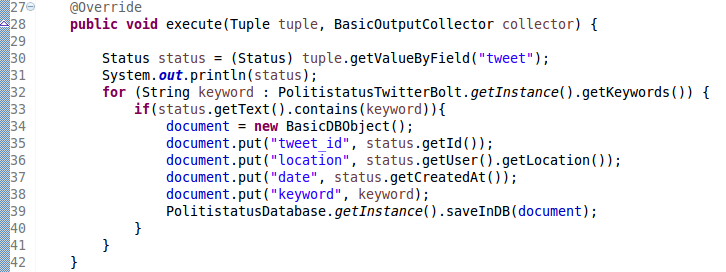 27 @Override
28 public void execute(Tuple tuple, BasicOutputCollector collector) {
29
30 Status status = (Status) tuple.getValueByField("tweet");
31 System.out.println(status);
32 for (String keyword : PolitistatusTwitterBolt.getInstance().getKeywords()) {
33 if(status.getText().contains(keyword)){
34 document = new BasicDBObject();
35 document.put("tweet_id", status.getId());
36 document.put("location", status.getUser().getLocation());
37 document.put("date", status.getCreatedAt());
38 document.put("keyword", keyword);
39 PolitistatusDatabase.getInstance().saveInDB(document);
40 }
41 }
42 }